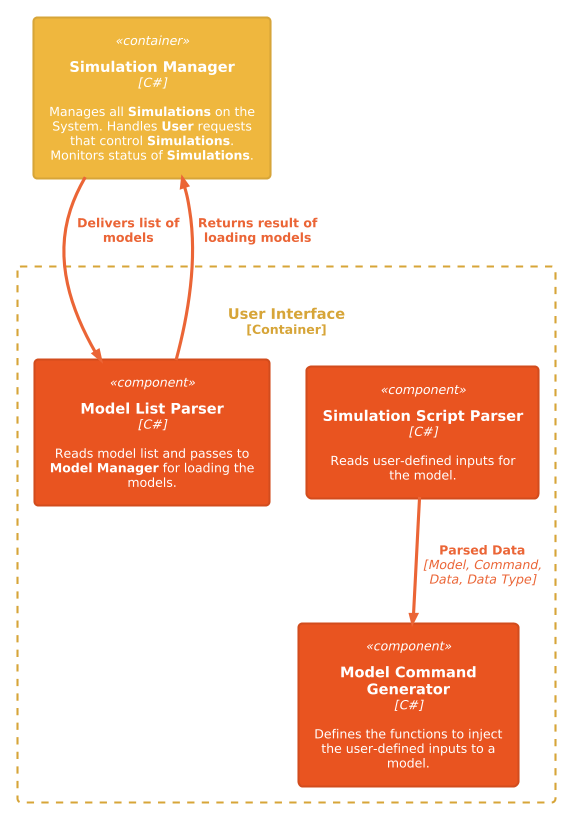 «container»
Simulation Manager
[C#]
Manages all Simulations on the
System. Handles User requests
that control Simulations.
Monitors status of Simulations.
Delivers list of
models
Returns result of
loading models
User Interface
[Container]
«component»
Model List Parser
[C#]
Reads model list and passes to
Model Manager for loading the
models.
«component»
Simulation Script Parser
[C#]
Reads user-defined inputs for
the model.
Parsed Data
[Model, Command,
Data, Data Type]
«component»
Model Command
Generator
[C#]
Defines the functions to inject
the user-defined inputs to a
model.